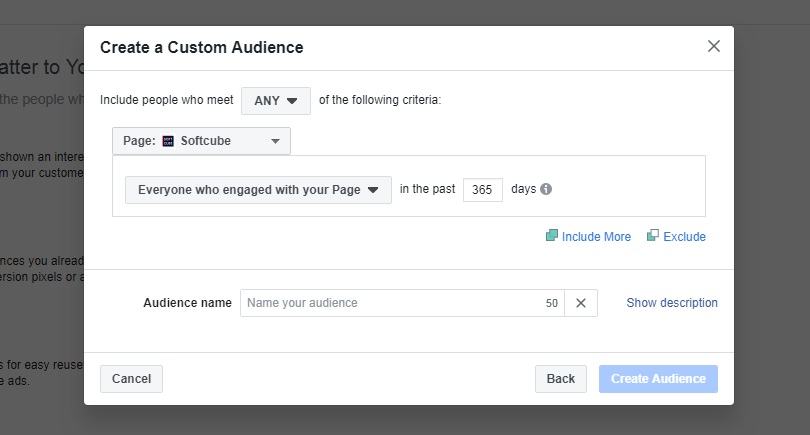 Create a Custom Audience
Include people who meet ANY of the following criteria:
Page: Softcube
Everyone who engaged with your Page in the past 365 days
Include More Exclude
Audience name Name your audience 50 Show description
Cancel Back Create Audience
atter to Yo
the people wh
shown an intere
m your custome
nces you alread
ersion pixels or a
s for easy reuse
e ads.